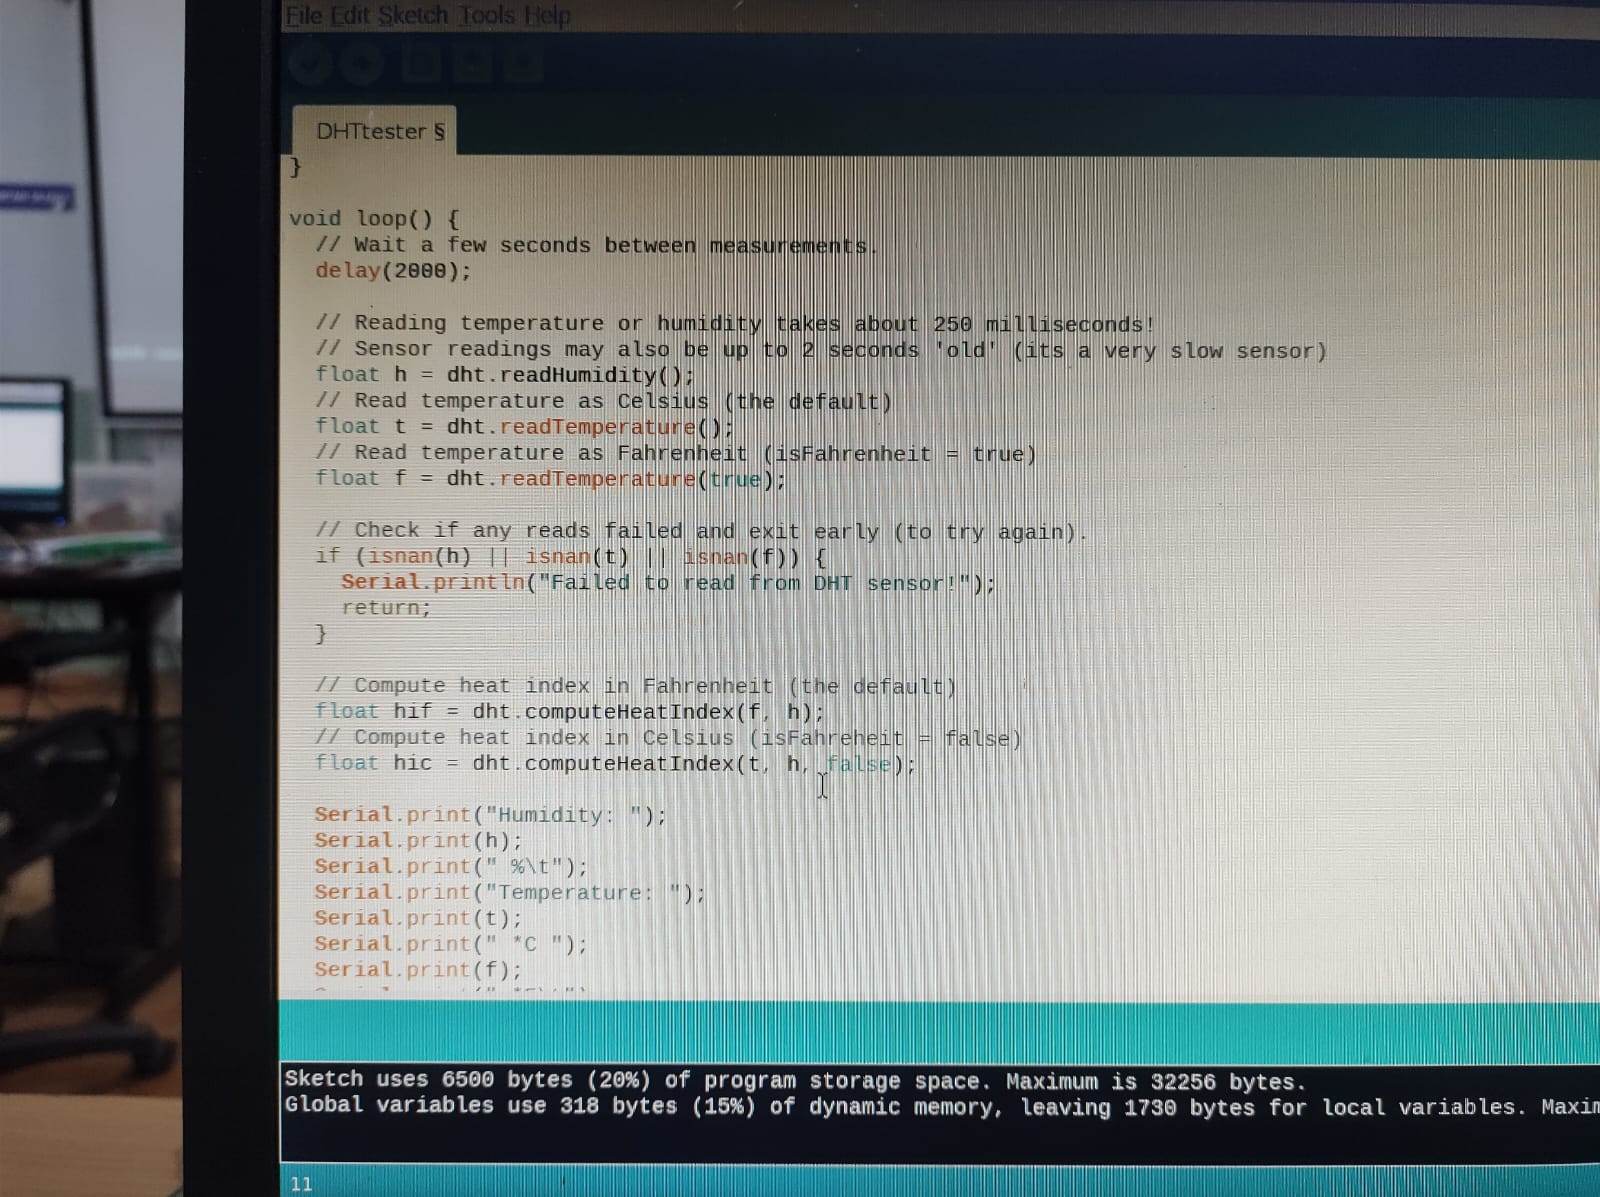 File Edit Sketch Tools Help
DHTtester §
}
void loop() {
// Wait a few seconds between measurements.
delay(2000);
// Reading temperature or humidity takes about 250 milliseconds!
// Sensor readings may also be up to 2 seconds 'old' (its a very slow sensor)
float h = dht.readHumidity();
// Read temperature as Celsius (the default)
float t = dht.readTemperature();
// Read temperature as Fahrenheit (isFahrenheit = true)
float f = dht.readTemperature(true);
// Check if any reads failed and exit early (to try again).
if (isnan(h) || isnan(t) || isnan(f)) {
Serial.println("Failed to read from DHT sensor!");
return;
}
// Compute heat index in Fahrenheit (the default)
float hif = dht.computeHeatIndex(f, h);
// Compute heat index in Celsius (isFahreheit = false)
float hic = dht.computeHeatIndex(t, h, false);
Serial.print("Humidity: ");
Serial.print(h);
Serial.print(" %\t");
Serial.print("Temperature: ");
Serial.print(t);
Serial.print(" *C ");
Serial.print(f);
Sketch uses 6500 bytes (20%) of program storage space. Maximum is 32256 bytes.
Global variables use 318 bytes (15%) of dynamic memory, leaving 1730 bytes for local variables. Maxim
11